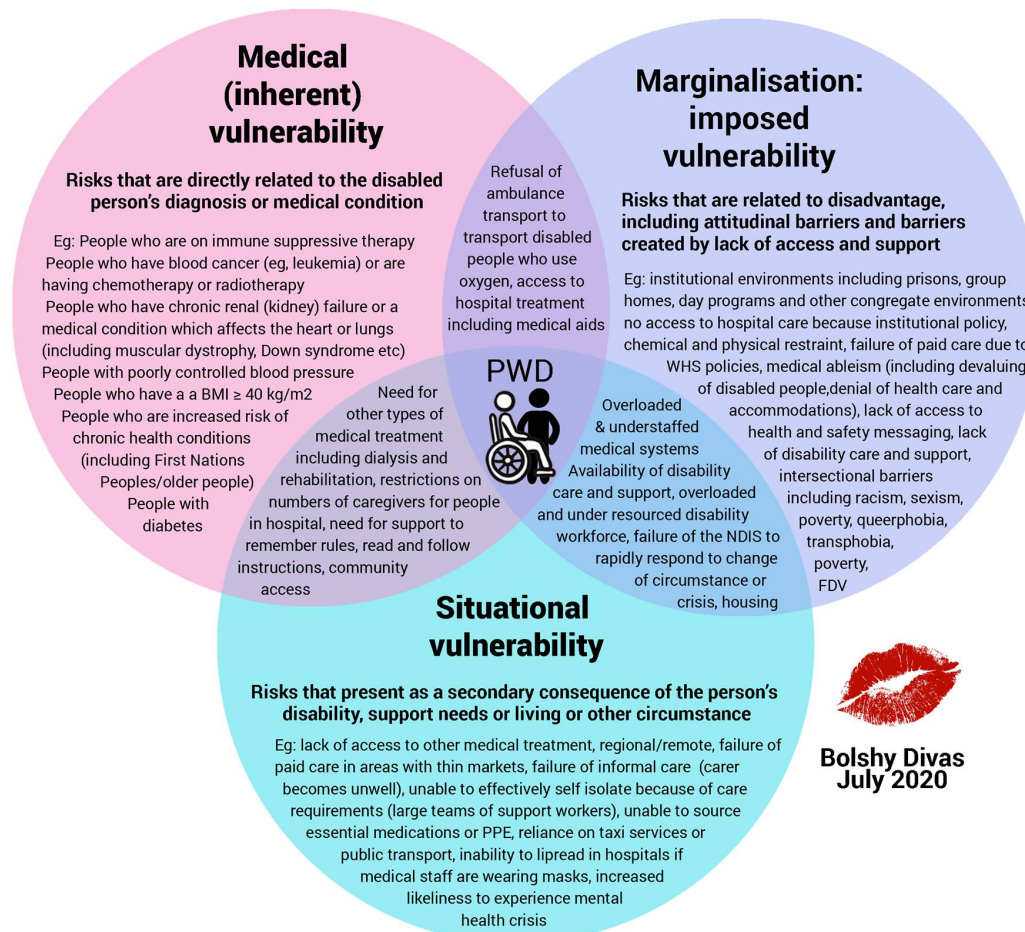 Medical
(inherent)
vulnerability
Risks that are directly related to the disabled
person's diagnosis or medical condition
Eg: People who are on immune suppressive therapy
People who have blood cancer (eg, leukemia) or are
having chemotherapy or radiotherapy
People who have chronic renal (kidney) failure or a
medical condition which affects the heart or lungs
(including muscular dystrophy, Down syndrome etc)
People with poorly controlled blood pressure
People who have a a BMI ≥ 40 kg/m2
People who are increased risk of
chronic health conditions
(including First Nations
Peoples/older people)
People with
diabetes
Refusal of
ambulance
transport to
transport disabled
people who use
oxygen, access to
hospital treatment
including medical aids
Marginalisation:
imposed
vulnerability
Risks that are related to disadvantage,
including attitudinal barriers and barriers
created by lack of access and support
Eg: institutional environments including prisons, group
homes, day programs and other congregate environments
no access to hospital care because institutional policy,
chemical and physical restraint, failure of paid care due to
WHS policies, medical ableism (including devaluing
of disabled people,denial of health care and
accommodations), lack of access to
health and safety messaging, lack
of disability care and support,
intersectional barriers
including racism, sexism,
poverty, queerphobia,
transphobia,
poverty,
FDV
PWD
Need for
other types of
medical treatment
including dialysis and
rehabilitation, restrictions on
numbers of caregivers for people
in hospital, need for support to
remember rules, read and follow
instructions, community
access
Overloaded
& understaffed
medical systems
Availability of disability
care and support, overloaded
and under resourced disability
workforce, failure of the NDIS to
rapidly respond to change
of circumstance or
crisis, housing
Situational
vulnerability
Risks that present as a secondary consequence of the person's
disability, support needs or living or other circumstance
Eg: lack of access to other medical treatment, regional/remote, failure of
paid care in areas with thin markets, failure of informal care (carer
becomes unwell), unable to effectively self isolate because of care
requirements (large teams of support workers), unable to source
essential medications or PPE, reliance on taxi services or
public transport, inability to lipread in hospitals if
medical staff are wearing masks, increased
likeliness to experience mental
health crisis
Bolshy Divas
July 2020